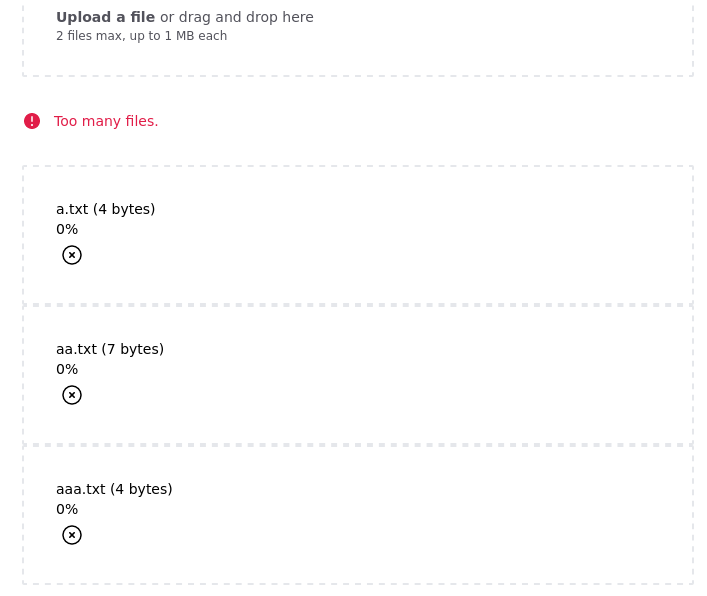 Upload a file or drag and drop here
2 files max, up to 1 MB each
Too many files.
a.txt (4 bytes)
0%
aa.txt (7 bytes)
0%
aaa.txt (4 bytes)
0%